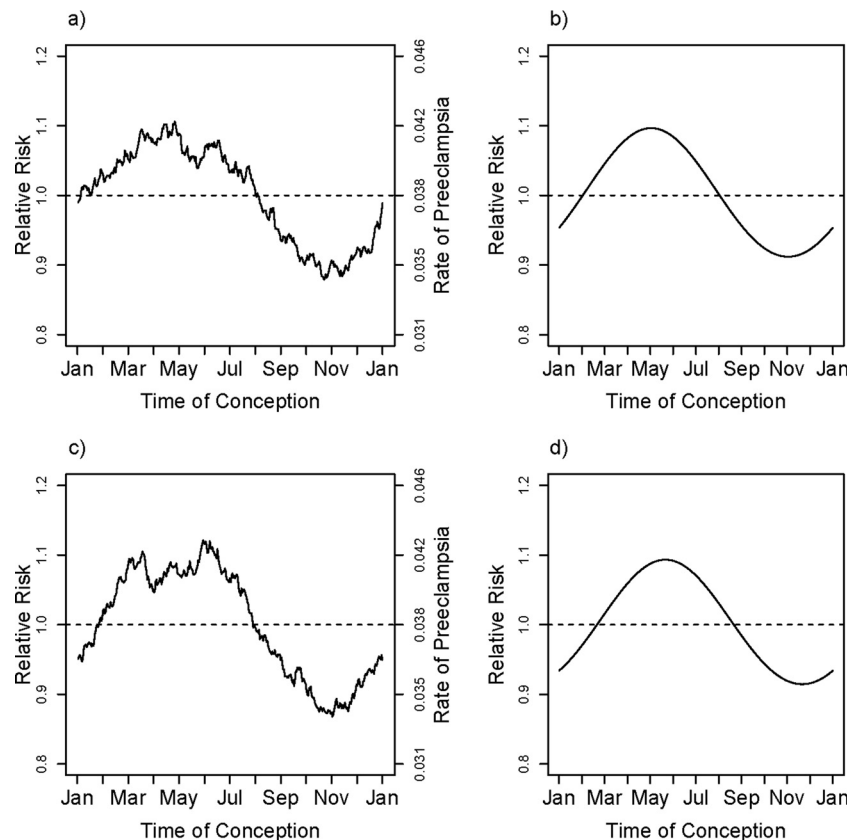 a)
Relative Risk
1.2
1.1
1.0
0.9
0.8
Rate of Preeclampsia
0.046
0.042
0.038
0.035
0.031
Jan Mar May Jul Sep Nov Jan
Time of Conception
b)
Relative Risk
1.2
1.1
1.0
0.9
0.8
Jan Mar May Jul Sep Nov Jan
Time of Conception
c)
Relative Risk
1.2
1.1
1.0
0.9
0.8
Rate of Preeclampsia
0.046
0.042
0.038
0.035
0.031
Jan Mar May Jul Sep Nov Jan
Time of Conception
d)
Relative Risk
1.2
1.1
1.0
0.9
0.8
Jan Mar May Jul Sep Nov Jan
Time of Conception